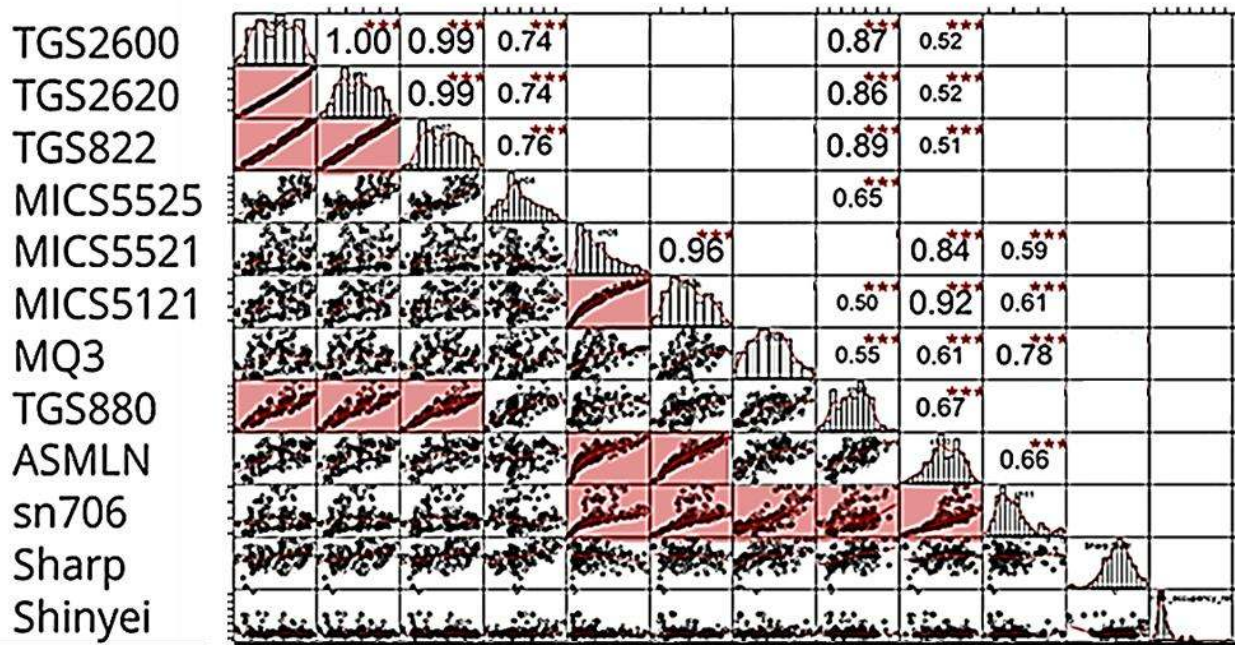 TGS2600 1.00 *** 0.99 *** 0.74 *** 0.87 *** 0.52 ***
TGS2620 0.99 *** 0.74 *** 0.86 *** 0.52 ***
TGS822 0.76 *** 0.89 *** 0.51 ***
MICS5525 0.65 ***
MICS5521 0.96 *** 0.84 *** 0.59 ***
MICS5121 0.50 *** 0.92 *** 0.61 ***
MQ3 0.55 *** 0.61 *** 0.78 ***
TGS880 0.67 ***
ASMLN 0.66 ***
sn706
Sharp
Shinyei